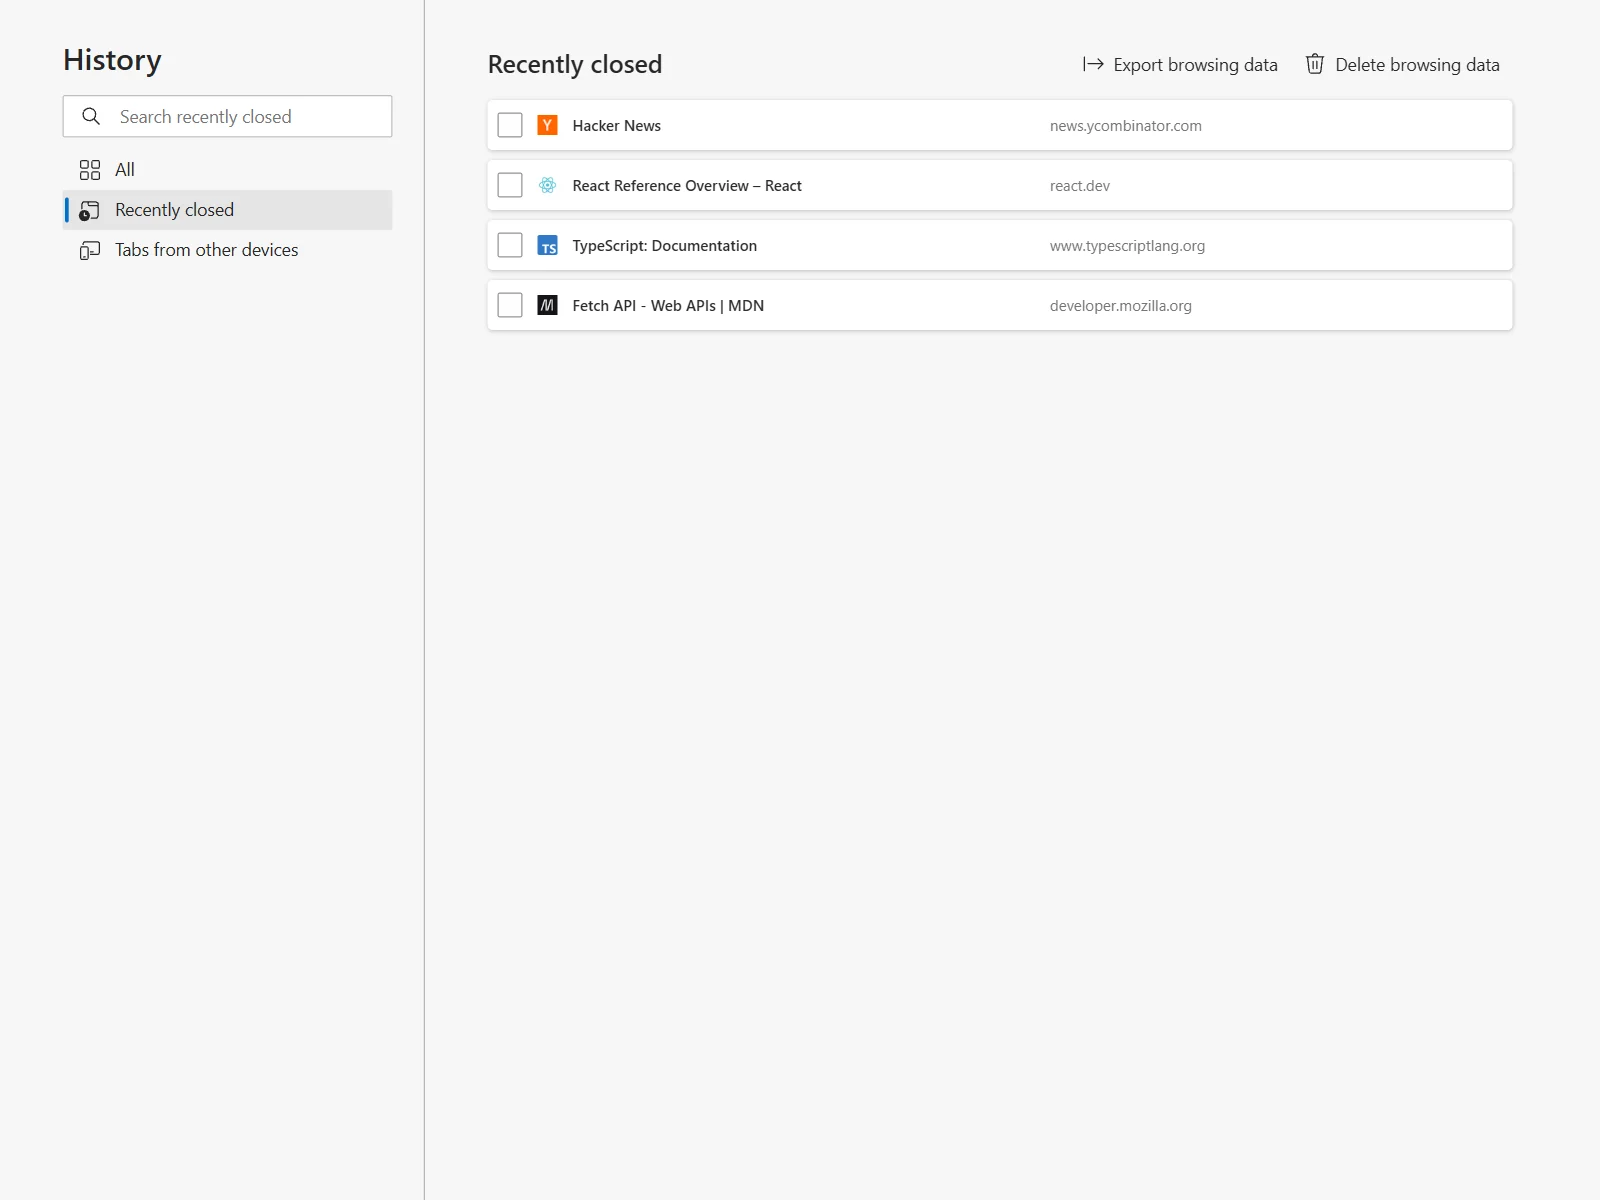 History
Search recently closed
All
Recently closed
Tabs from other devices
Recently closed
Export browsing data
Delete browsing data
Y Hacker News news.ycombinator.com
React Reference Overview – React react.dev
TS TypeScript: Documentation www.typescriptlang.org
M Fetch API - Web APIs | MDN developer.mozilla.org